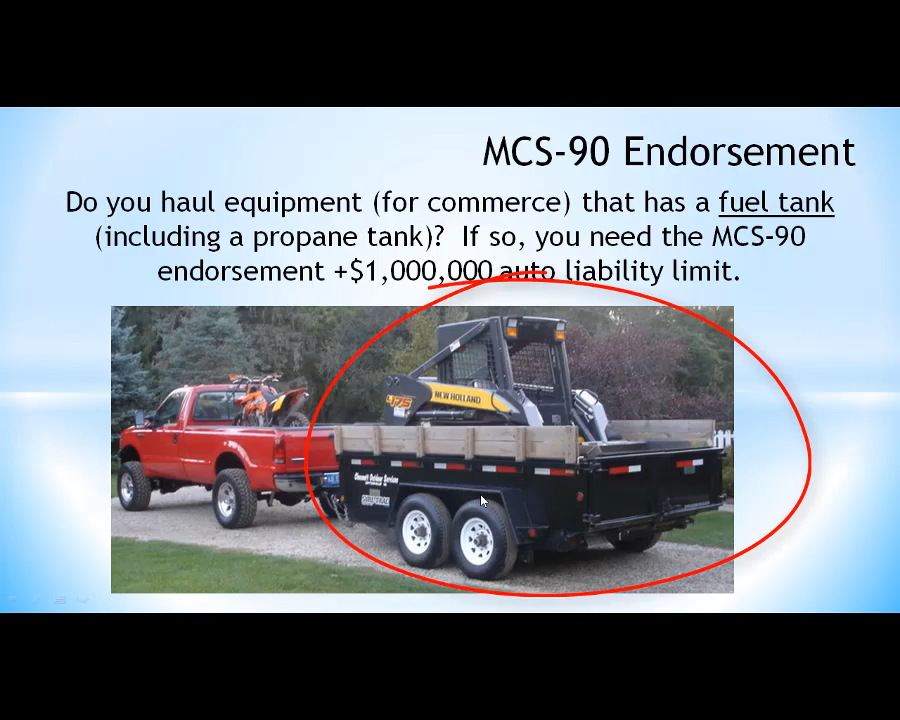 MCS-90 Endorsement
Do you haul equipment (for commerce) that has a fuel tank
(including a propane tank)?  If so, you need the MCS-90
endorsement +$1,000,000 auto liability limit.
NEW HOLLAND